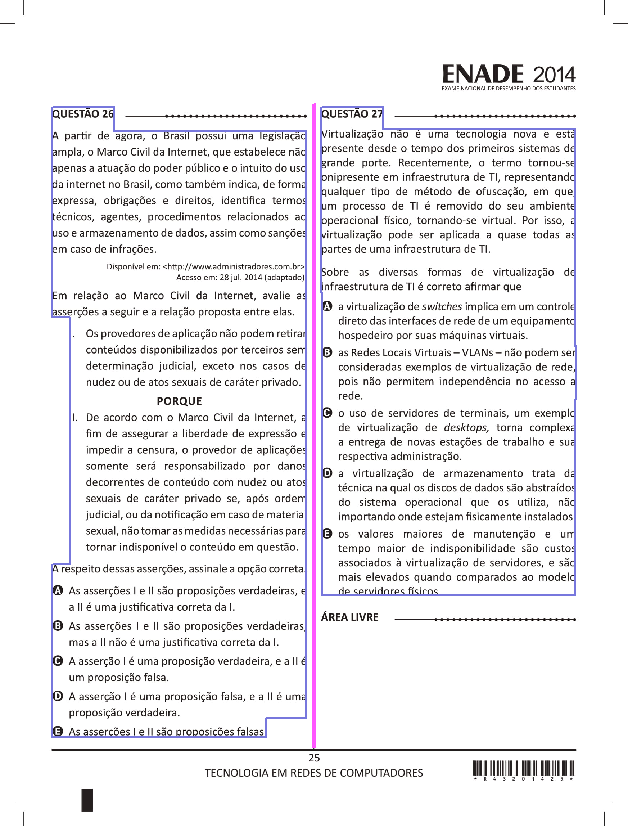 ENADE 2014
EXAME NACIONAL DE DESEMPENHO DOS ESTUDANTES
QUESTÃO 26
A partir de agora, o Brasil possui uma legislação
ampla, o Marco Civil da Internet, que estabelece não
apenas a atuação do poder público e o intuito do uso
da internet no Brasil, como também indica, de forma
expressa, obrigações e direitos, identifica termos
técnicos, agentes, procedimentos relacionados ao
uso e armazenamento de dados, assim como sanções
em caso de infrações.
Disponível em: <http://www.administradores.com.br>
Acesso em: 28 jul. 2014 (adaptado)
Em relação ao Marco Civil da Internet, avalie as
asserções a seguir e a relação proposta entre elas.
. Os provedores de aplicação não podem retirar
conteúdos disponibilizados por terceiros sem
determinação judicial, exceto nos casos de
nudez ou de atos sexuais de caráter privado.
PORQUE
I. De acordo com o Marco Civil da Internet, a
fim de assegurar a liberdade de expressão e
impedir a censura, o provedor de aplicações
somente será responsabilizado por danos
decorrentes de conteúdo com nudez ou atos
sexuais de caráter privado se, após ordem
judicial, ou da notificação em caso de materia
sexual, não tomar as medidas necessárias para
tornar indisponível o conteúdo em questão.
A respeito dessas asserções, assinale a opção correta.
A As asserções I e II são proposições verdadeiras, e
a II é uma justificativa correta da I.
B As asserções I e II são proposições verdadeiras,
mas a II não é uma justificativa correta da I.
C A asserção I é uma proposição verdadeira, e a II é
um proposição falsa.
D A asserção I é uma proposição falsa, e a II é uma
proposição verdadeira.
E As asserções I e II são proposições falsas
QUESTÃO 27
Virtualização não é uma tecnologia nova e está
presente desde o tempo dos primeiros sistemas de
grande porte. Recentemente, o termo tornou-se
onipresente em infraestrutura de TI, representando
qualquer tipo de método de ofuscação, em que
um processo de TI é removido do seu ambiente
operacional físico, tornando-se virtual. Por isso, a
virtualização pode ser aplicada a quase todas as
partes de uma infraestrutura de TI.
Sobre as diversas formas de virtualização de
infraestrutura de TI é correto afirmar que
A a virtualização de switches implica em um controle
direto das interfaces de rede de um equipamento
hospedeiro por suas máquinas virtuais.
B as Redes Locais Virtuais – VLANs – não podem ser
consideradas exemplos de virtualização de rede,
pois não permitem independência no acesso a
rede.
C o uso de servidores de terminais, um exemplo
de virtualização de desktops, torna complexa
a entrega de novas estações de trabalho e sua
respectiva administração.
D a virtualização de armazenamento trata da
técnica na qual os discos de dados são abstraídos
do sistema operacional que os utiliza, não
importando onde estejam fisicamente instalados
E os valores maiores de manutenção e um
tempo maior de indisponibilidade são custos
associados à virtualização de servidores, e são
mais elevados quando comparados ao modelo
de servidores físicos
ÁREA LIVRE
25
TECNOLOGIA EM REDES DE COMPUTADORES
*R4320142​5*